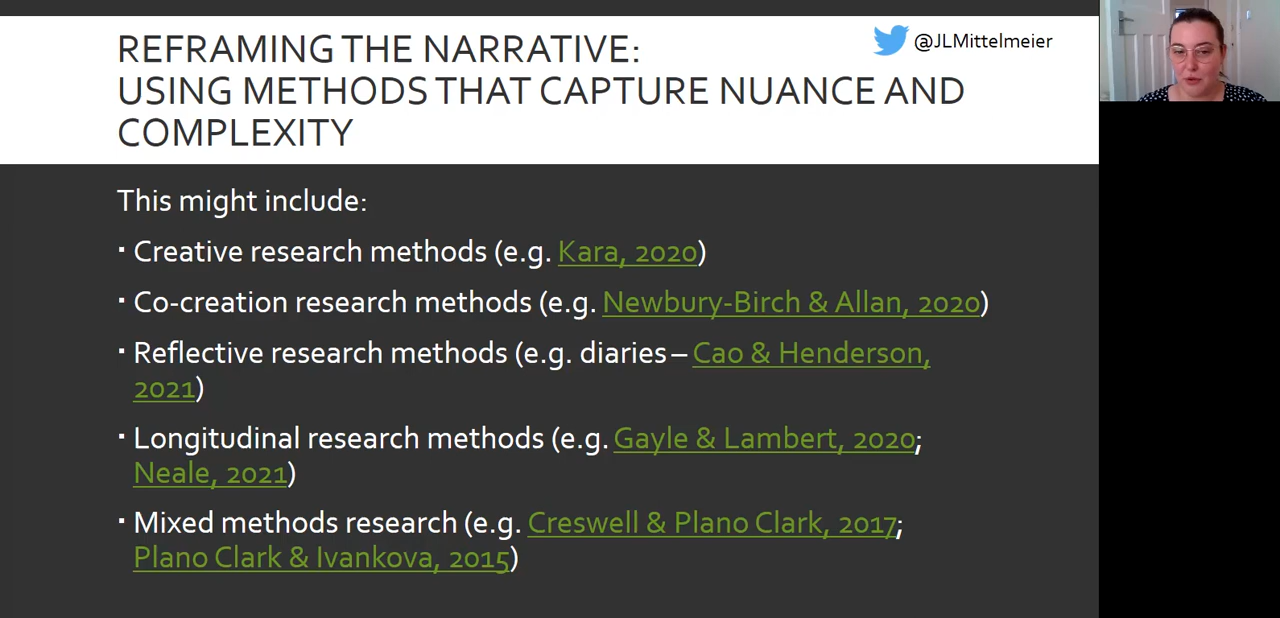 REFRAMING THE NARRATIVE:
USING METHODS THAT CAPTURE NUANCE AND
COMPLEXITY
@JLMittelmeier
This might include:
▪ Creative research methods (e.g. Kara, 2020)
▪ Co-creation research methods (e.g. Newbury-Birch & Allan, 2020)
▪ Reflective research methods (e.g. diaries – Cao & Henderson,
2021)
▪ Longitudinal research methods (e.g. Gayle & Lambert, 2020;
Neale, 2021)
▪ Mixed methods research (e.g. Creswell & Plano Clark, 2017;
Plano Clark & Ivankova, 2015)